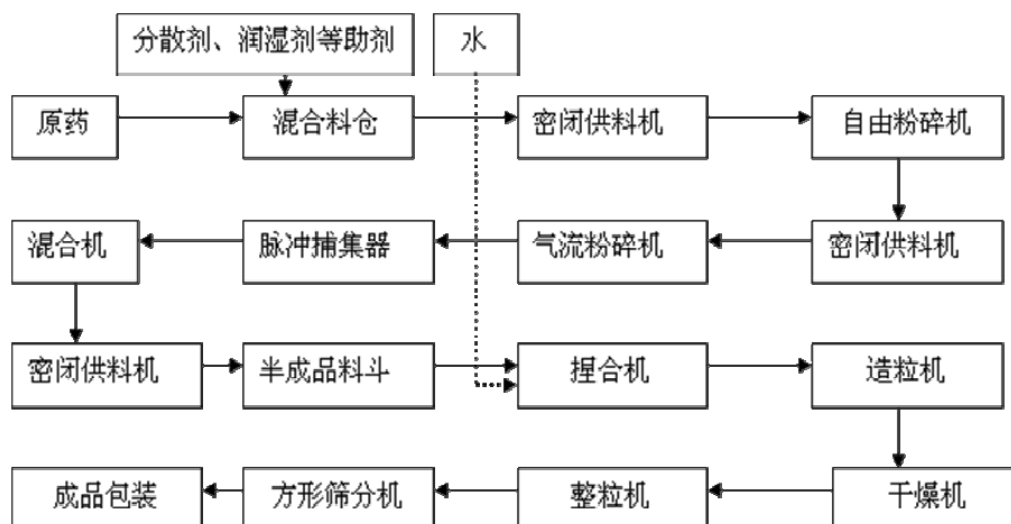 分散剂、润湿剂等助剂
水
原药
混合料仓
密闭供料机
自由粉碎机
混合机
脉冲捕集器
气流粉碎机
密闭供料机
密闭供料机
半成品料斗
捏合机
造粒机
成品包装
方形筛分机
整粒机
干燥机